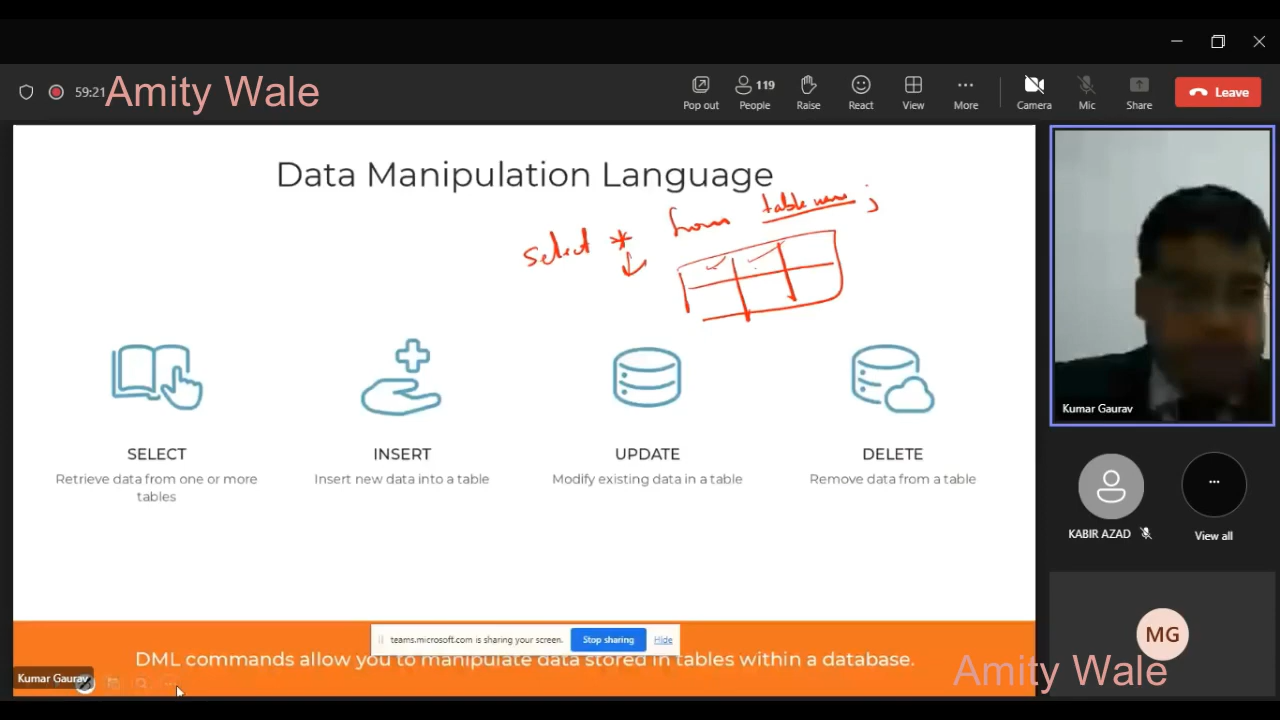 59:21
Amity Wale
Pop out
119
People
Raise
React
View
More
Camera
Mic
Share
Leave
Data Manipulation Language
select * from table name ;
SELECT
Retrieve data from one or more
tables
INSERT
Insert new data into a table
UPDATE
Modify existing data in a table
DELETE
Remove data from a table
Kumar Gaurav
KABIR AZAD
View all
MG
teams.microsoft.com is sharing your screen.
Stop sharing
Hide
DML commands allow you to manipulate data stored in tables within a database.
Kumar Gaurav
Amity Wale